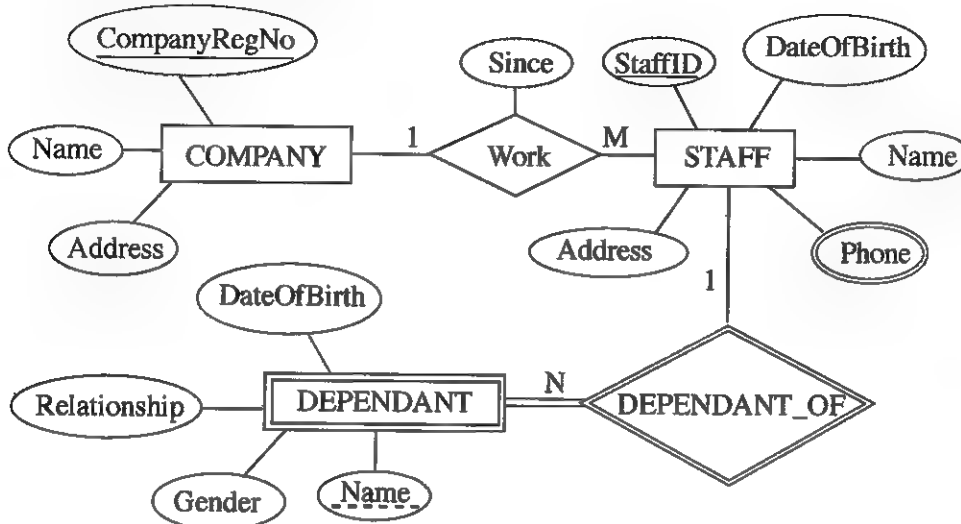 CompanyRegNo
Since
StaffID
DateOfBirth
Name
COMPANY
1
Work
M
STAFF
Name
Address
Address
Phone
DateOfBirth
1
Relationship
DEPENDANT
N
DEPENDANT_OF
Gender
Name